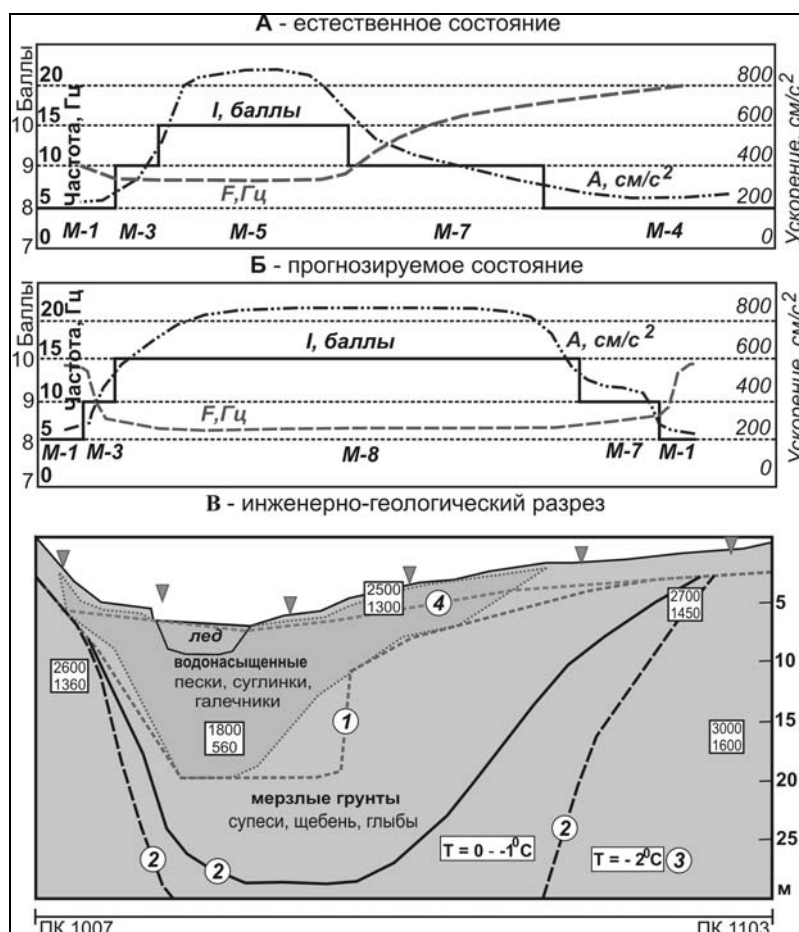 А - естественное состояние
Баллы
10
9
8
7
Частота, Гц
20
15
10
5
0
I, баллы
F,Гц
А, см/с²
800
600
400
200
0
Ускорение, см/с²
М-1 М-3 М-5 М-7 М-4
Б - прогнозируемое состояние
Баллы
10
9
8
7
Частота, Гц
20
15
10
5
0
I, баллы
А, см/с²
F,Гц
800
600
400
200
0
Ускорение, см/с²
М-1 М-3 М-8 М-7 М-1
В - инженерно-геологический разрез
2500
1300
4
2700
1450
5
лед
водонасыщенные
пески, суглинки,
галечники
2600
1360
10
1
15
1800
560
3000
1600
20
мерзлые грунты
супеси, щебень, глыбы
25
2
2
Т = 0 - -1⁰С
2
Т = - 2⁰С
3
м
ПК 1007
ПК 1103